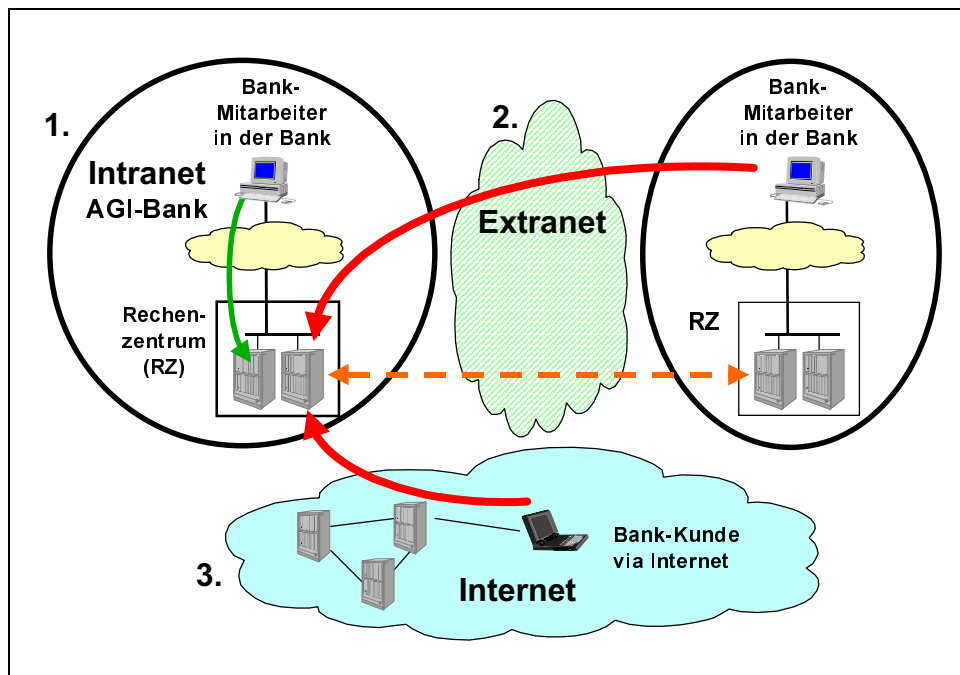 1.
Bank-
Mitarbeiter
in der Bank
Intranet
AGI-Bank
Rechen-
zentrum
(RZ)
2.
Extranet
Bank-
Mitarbeiter
in der Bank
RZ
3.
Bank-Kunde
via Internet
Internet